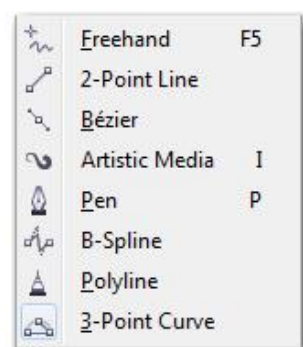 Freehand F5
2-Point Line
Bézier
Artistic Media I
Pen P
B-Spline
Polyline
3-Point Curve